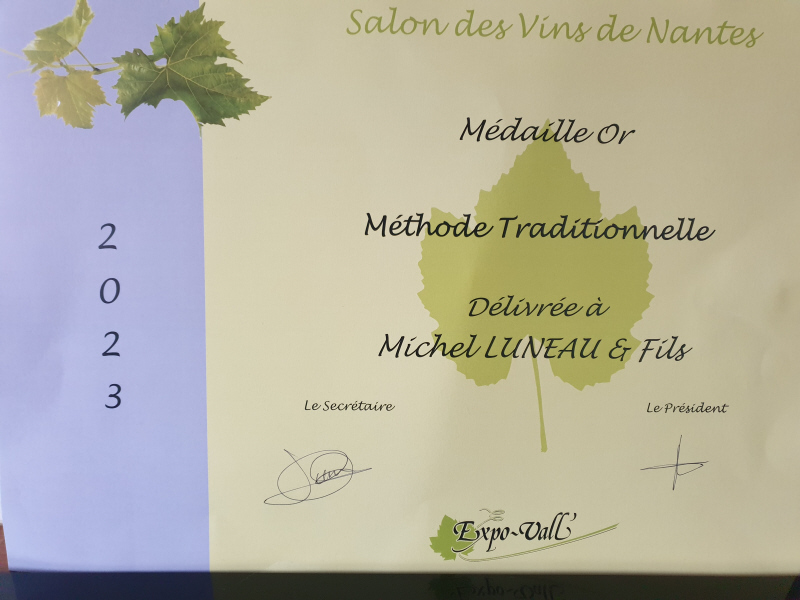 Salon des Vins de Nantes
Médaille Or
Méthode Traditionnelle
Délivrée à
Michel LUNEAU & Fils
2
0
2
3
Le Secrétaire
Le Président
Expo-Vall'